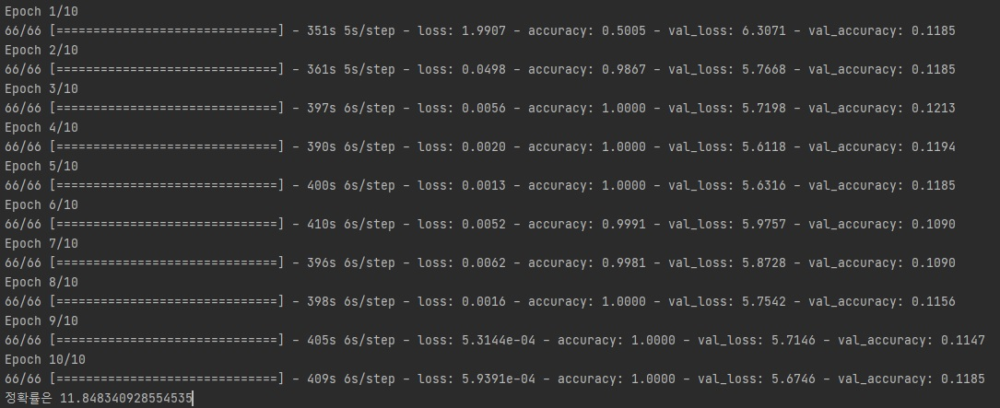 Epoch 1/10
66/66 [==============================] - 351s 5s/step - loss: 1.9907 - accuracy: 0.5005 - val_loss: 6.3071 - val_accuracy: 0.1185
Epoch 2/10
66/66 [==============================] - 361s 5s/step - loss: 0.0498 - accuracy: 0.9867 - val_loss: 5.7668 - val_accuracy: 0.1185
Epoch 3/10
66/66 [==============================] - 397s 6s/step - loss: 0.0056 - accuracy: 1.0000 - val_loss: 5.7198 - val_accuracy: 0.1213
Epoch 4/10
66/66 [==============================] - 390s 6s/step - loss: 0.0020 - accuracy: 1.0000 - val_loss: 5.6118 - val_accuracy: 0.1194
Epoch 5/10
66/66 [==============================] - 400s 6s/step - loss: 0.0013 - accuracy: 1.0000 - val_loss: 5.6316 - val_accuracy: 0.1185
Epoch 6/10
66/66 [==============================] - 410s 6s/step - loss: 0.0052 - accuracy: 0.9991 - val_loss: 5.9757 - val_accuracy: 0.1090
Epoch 7/10
66/66 [==============================] - 396s 6s/step - loss: 0.0062 - accuracy: 0.9981 - val_loss: 5.8728 - val_accuracy: 0.1090
Epoch 8/10
66/66 [==============================] - 398s 6s/step - loss: 0.0016 - accuracy: 1.0000 - val_loss: 5.7542 - val_accuracy: 0.1156
Epoch 9/10
66/66 [==============================] - 405s 6s/step - loss: 5.3144e-04 - accuracy: 1.0000 - val_loss: 5.7146 - val_accuracy: 0.1147
Epoch 10/10
66/66 [==============================] - 409s 6s/step - loss: 5.9391e-04 - accuracy: 1.0000 - val_loss: 5.6746 - val_accuracy: 0.1185
정확률은 11.848340928554535